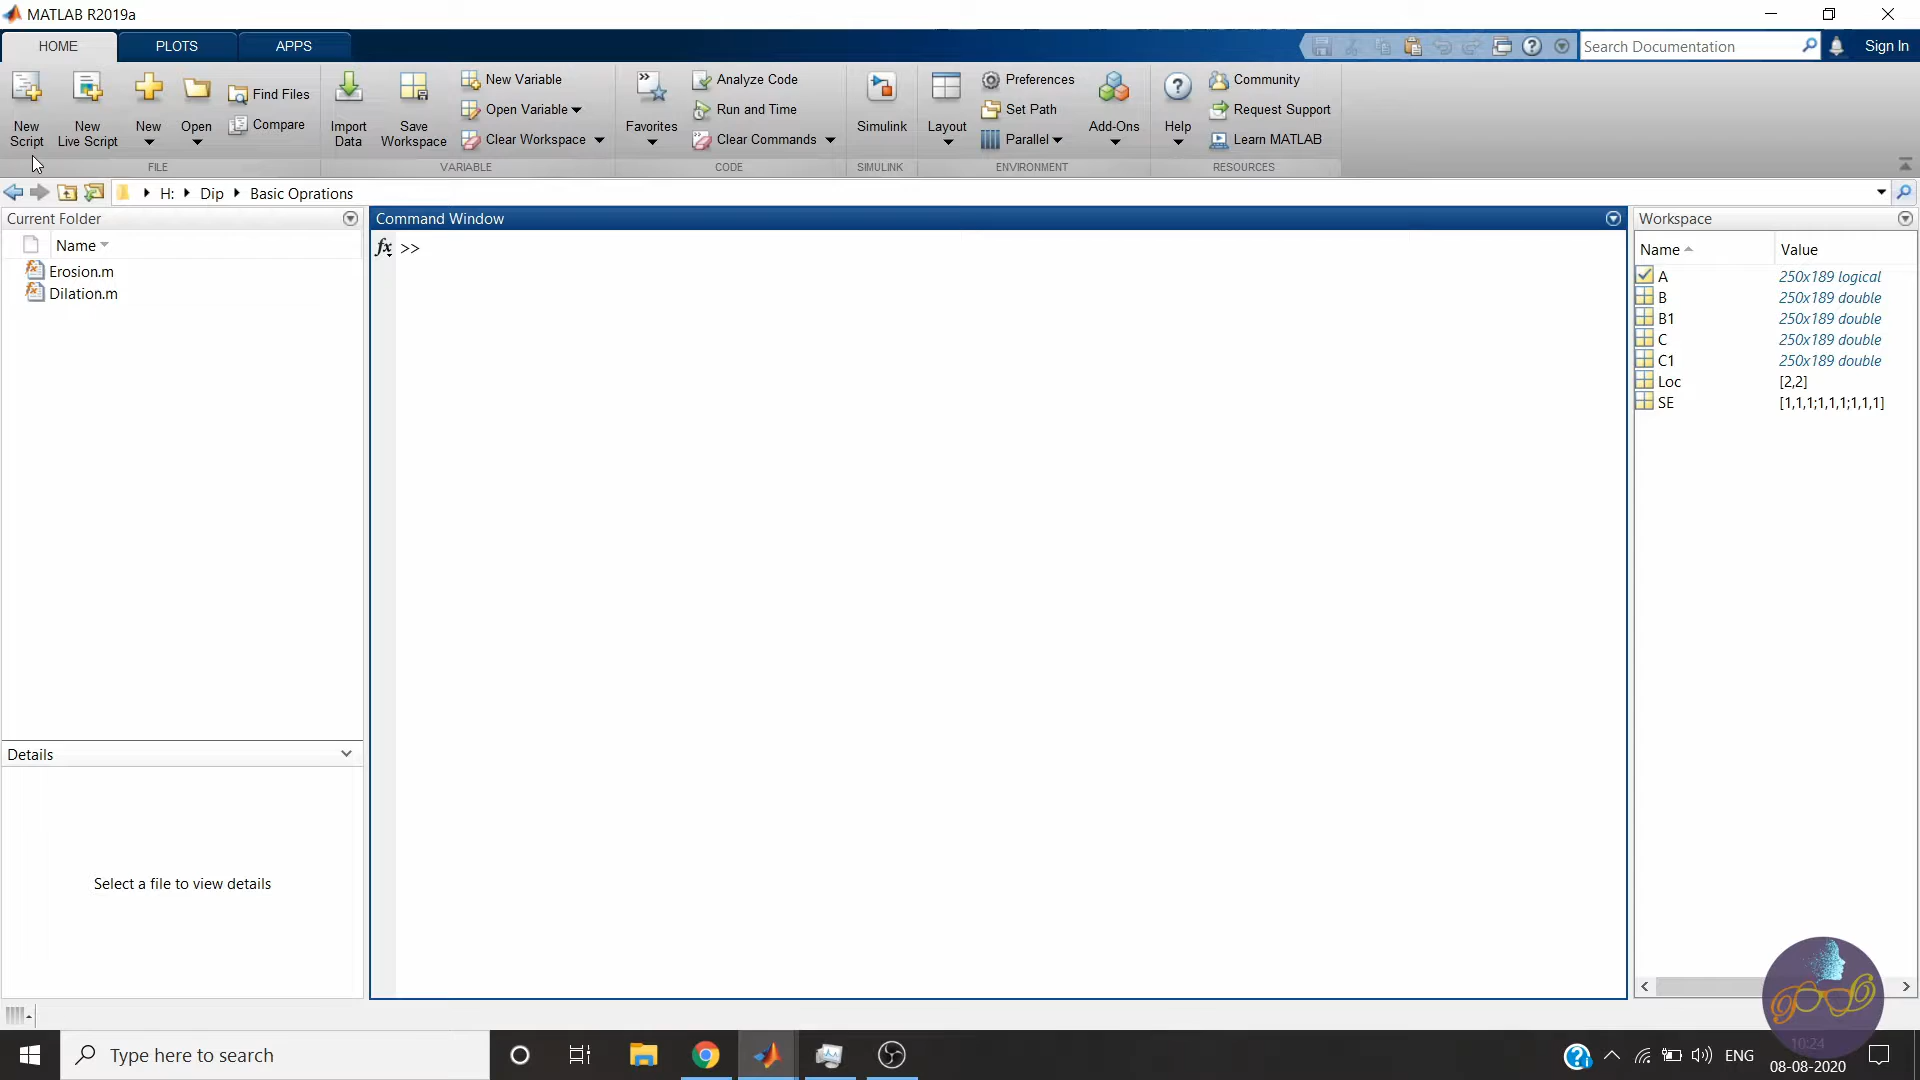 MATLAB R2019a
HOME PLOTS APPS
Search Documentation
Sign In
New Script
New Live Script
New
Open
Find Files
Compare
FILE
Import Data
Save Workspace
New Variable
Open Variable
Clear Workspace
VARIABLE
Favorites
Analyze Code
Run and Time
Clear Commands
CODE
Simulink
SIMULINK
Layout
Preferences
Set Path
Parallel
Add-Ons
ENVIRONMENT
Help
Community
Request Support
Learn MATLAB
RESOURCES
H: Dip Basic Oprations
Current Folder
Name
Erosion.m
Dilation.m
Details
Select a file to view details
Command Window
fx >>
Workspace
Name Value
A 250x189 logical
B 250x189 double
B1 250x189 double
C 250x189 double
C1 250x189 double
Loc [2,2]
SE [1,1,1;1,1,1;1,1,1]
Type here to search
ENG
10:24
08-08-2020